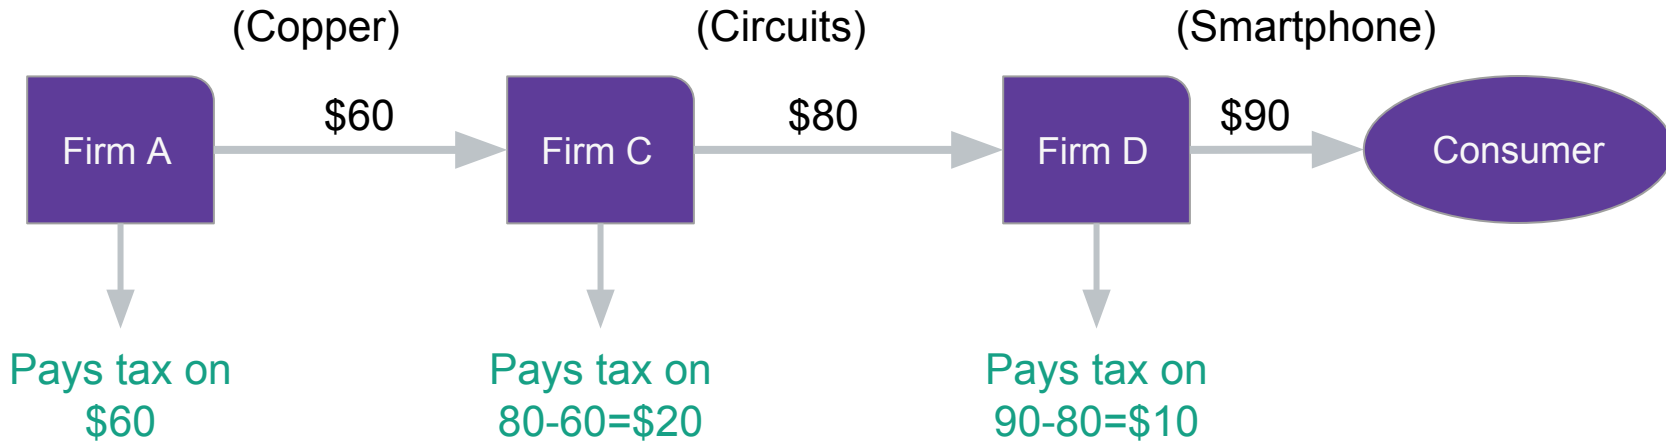 (Copper)
(Circuits)
(Smartphone)
$60
$80
$90
Firm A
Firm C
Firm D
Consumer
Pays tax on
$60
Pays tax on
80-60=$20
Pays tax on
90-80=$10